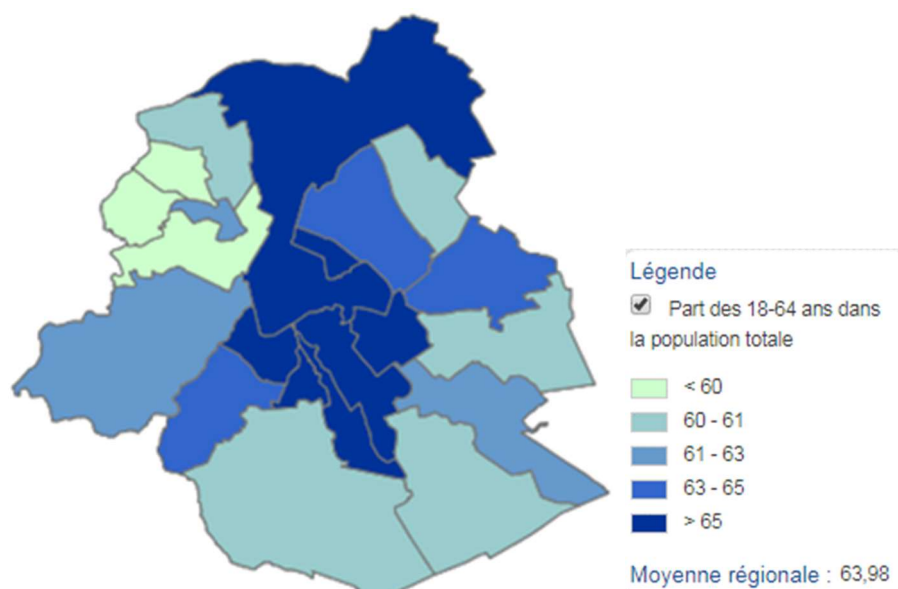 Légende
Part des 18-64 ans dans
la population totale
< 60
60 - 61
61 - 63
63 - 65
> 65
Moyenne régionale : 63,98